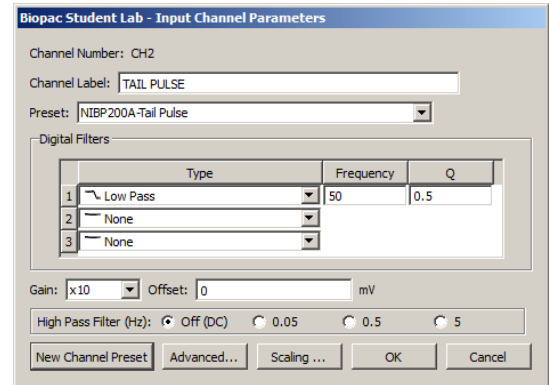 Biopac Student Lab - Input Channel Parameters
Channel Number: CH2
Channel Label: TAIL PULSE
Preset: NIBP200A-Tail Pulse
Digital Filters
Type Frequency Q
1 Low Pass 50 0.5
2 None
3 None
Gain: x10 Offset: 0 mV
High Pass Filter (Hz): Off (DC) 0.05 0.5 5
New Channel Preset Advanced... Scaling ... OK Cancel